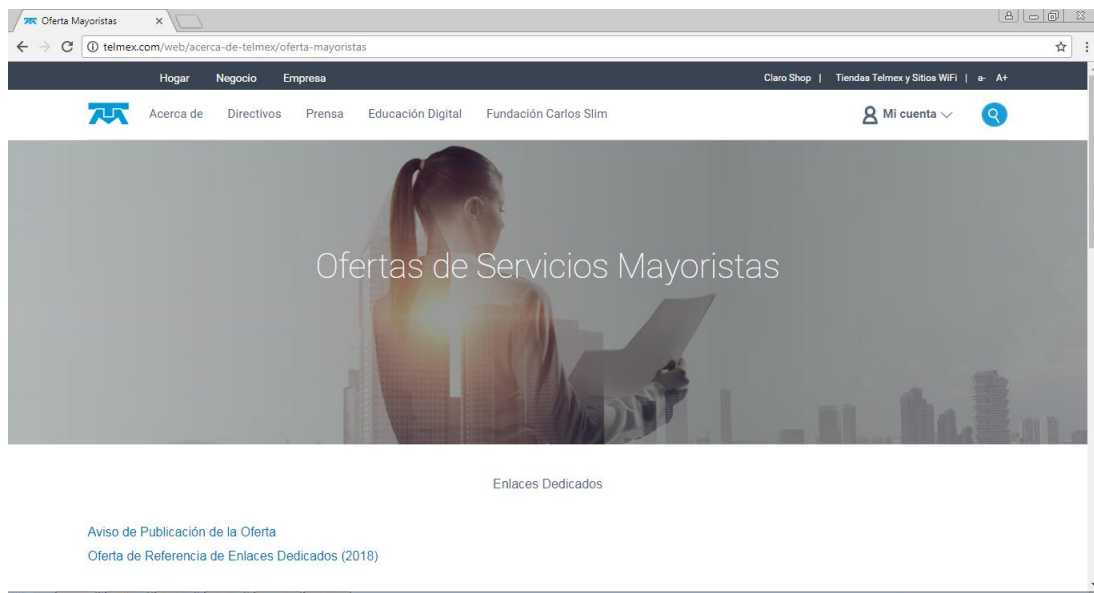 Oferta Mayoristas
telmex.com/web/acerca-de-telmex/oferta-mayoristas
Hogar Negocio Empresa Claro Shop | Tiendas Telmex y Sitios WiFi | a- A+
Acerca de Directivos Prensa Educación Digital Fundación Carlos Slim Mi cuenta
Ofertas de Servicios Mayoristas
Enlaces Dedicados
Aviso de Publicación de la Oferta
Oferta de Referencia de Enlaces Dedicados (2018)